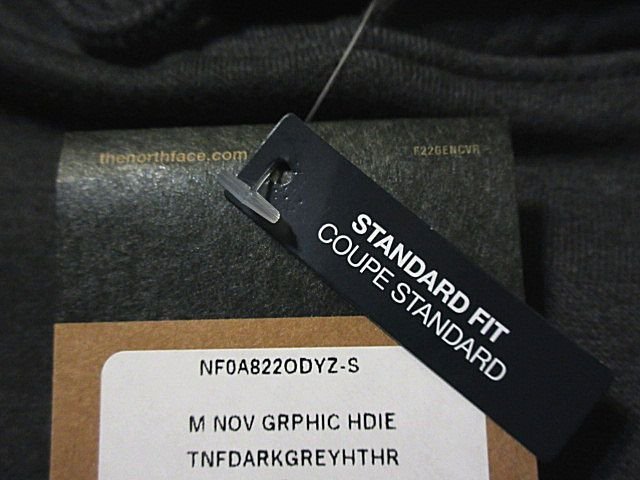 thenorthface.com
F22GENCVR
STANDARD FIT
COUPE STANDARD
NF0A822ODYZ-S
M NOV GRPHIC HDIE
TNFDARKGREYHTHR